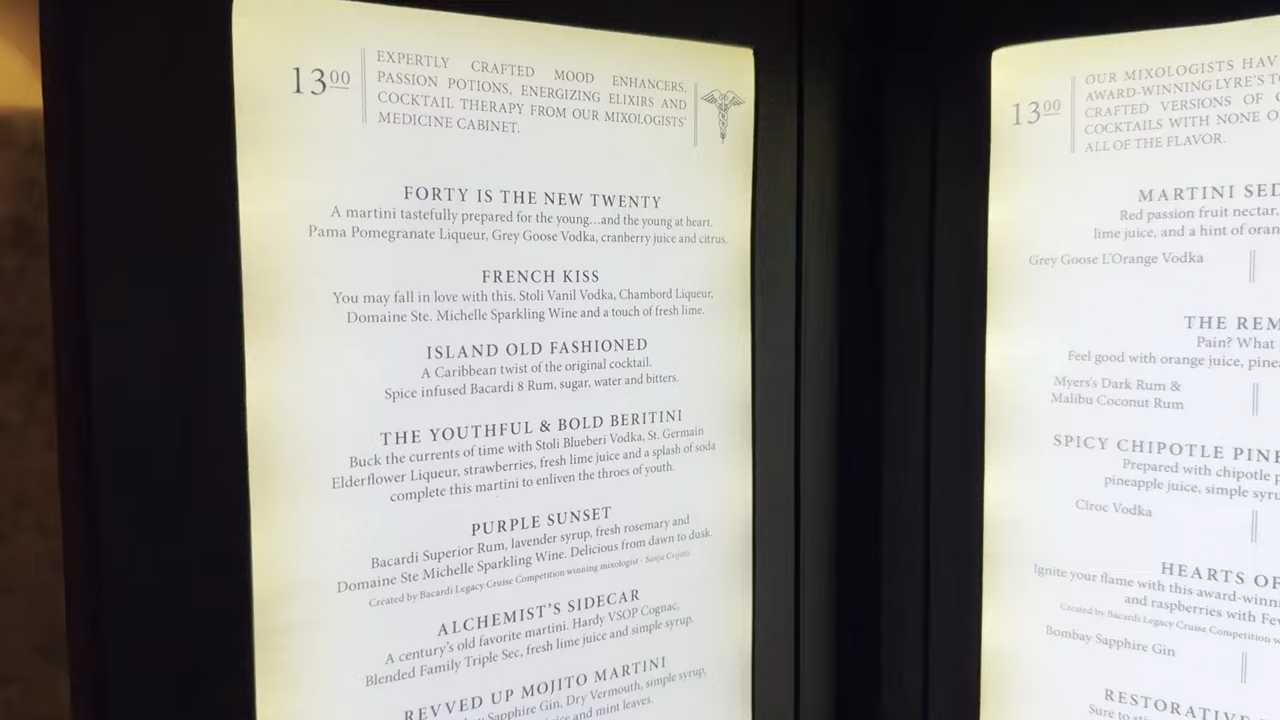 1300
EXPERTLY CRAFTED MOOD ENHANCERS,
PASSION POTIONS, ENERGIZING ELIXIRS AND
COCKTAIL THERAPY FROM OUR MIXOLOGISTS'
MEDICINE CABINET.
FORTY IS THE NEW TWENTY
A martini tastefully prepared for the young...and the young at heart.
Pama Pomegranate Liqueur, Grey Goose Vodka, cranberry juice and citrus.
FRENCH KISS
You may fall in love with this. Stoli Vanil Vodka, Chambord Liqueur,
Domaine Ste. Michelle Sparkling Wine and a touch of fresh lime.
ISLAND OLD FASHIONED
A Caribbean twist of the original cocktail.
Spice infused Bacardi 8 Rum, sugar, water and bitters.
THE YOUTHFUL & BOLD BERITINI
Buck the currents of time with Stoli Blueberi Vodka, St. Germain
Elderflower Liqueur, strawberries, fresh lime juice and a splash of soda
complete this martini to enliven the throes of youth.
PURPLE SUNSET
Bacardi Superior Rum, lavender syrup, fresh rosemary and
Domaine Ste Michelle Sparkling Wine. Delicious from dawn to dusk.
Created by Bacardi Legacy Cruise Competition winning mixologist - Sanja Cvijetic
ALCHEMIST'S SIDECAR
A century's old favorite martini. Hardy VSOP Cognac,
Blended Family Triple Sec, fresh lime juice and simple syrup.
REVVED UP MOJITO MARTINI
Sapphire Gin, Dry Vermouth, simple syrup,
and mint leaves.
1300
OUR MIXOLOGISTS HAV
AWARD-WINNING LYRE'S T
CRAFTED VERSIONS OF
COCKTAILS WITH NONE O
ALL OF THE FLAVOR.
MARTINI SED
Red passion fruit nectar,
lime juice, and a hint of oran
Grey Goose L'Orange Vodka
THE REM
Pain? What
Feel good with orange juice, pine
Myers's Dark Rum &
Malibu Coconut Rum
SPICY CHIPOTLE PINE
Prepared with chipotle p
pineapple juice, simple syru
Ciroc Vodka
HEARTS OF
Ignite your flame with this award-winni
and raspberries with Fev
Created by Bacardi Legacy Cruise Competition w
Bombay Sapphire Gin
RESTORATIVE
Sure to sti